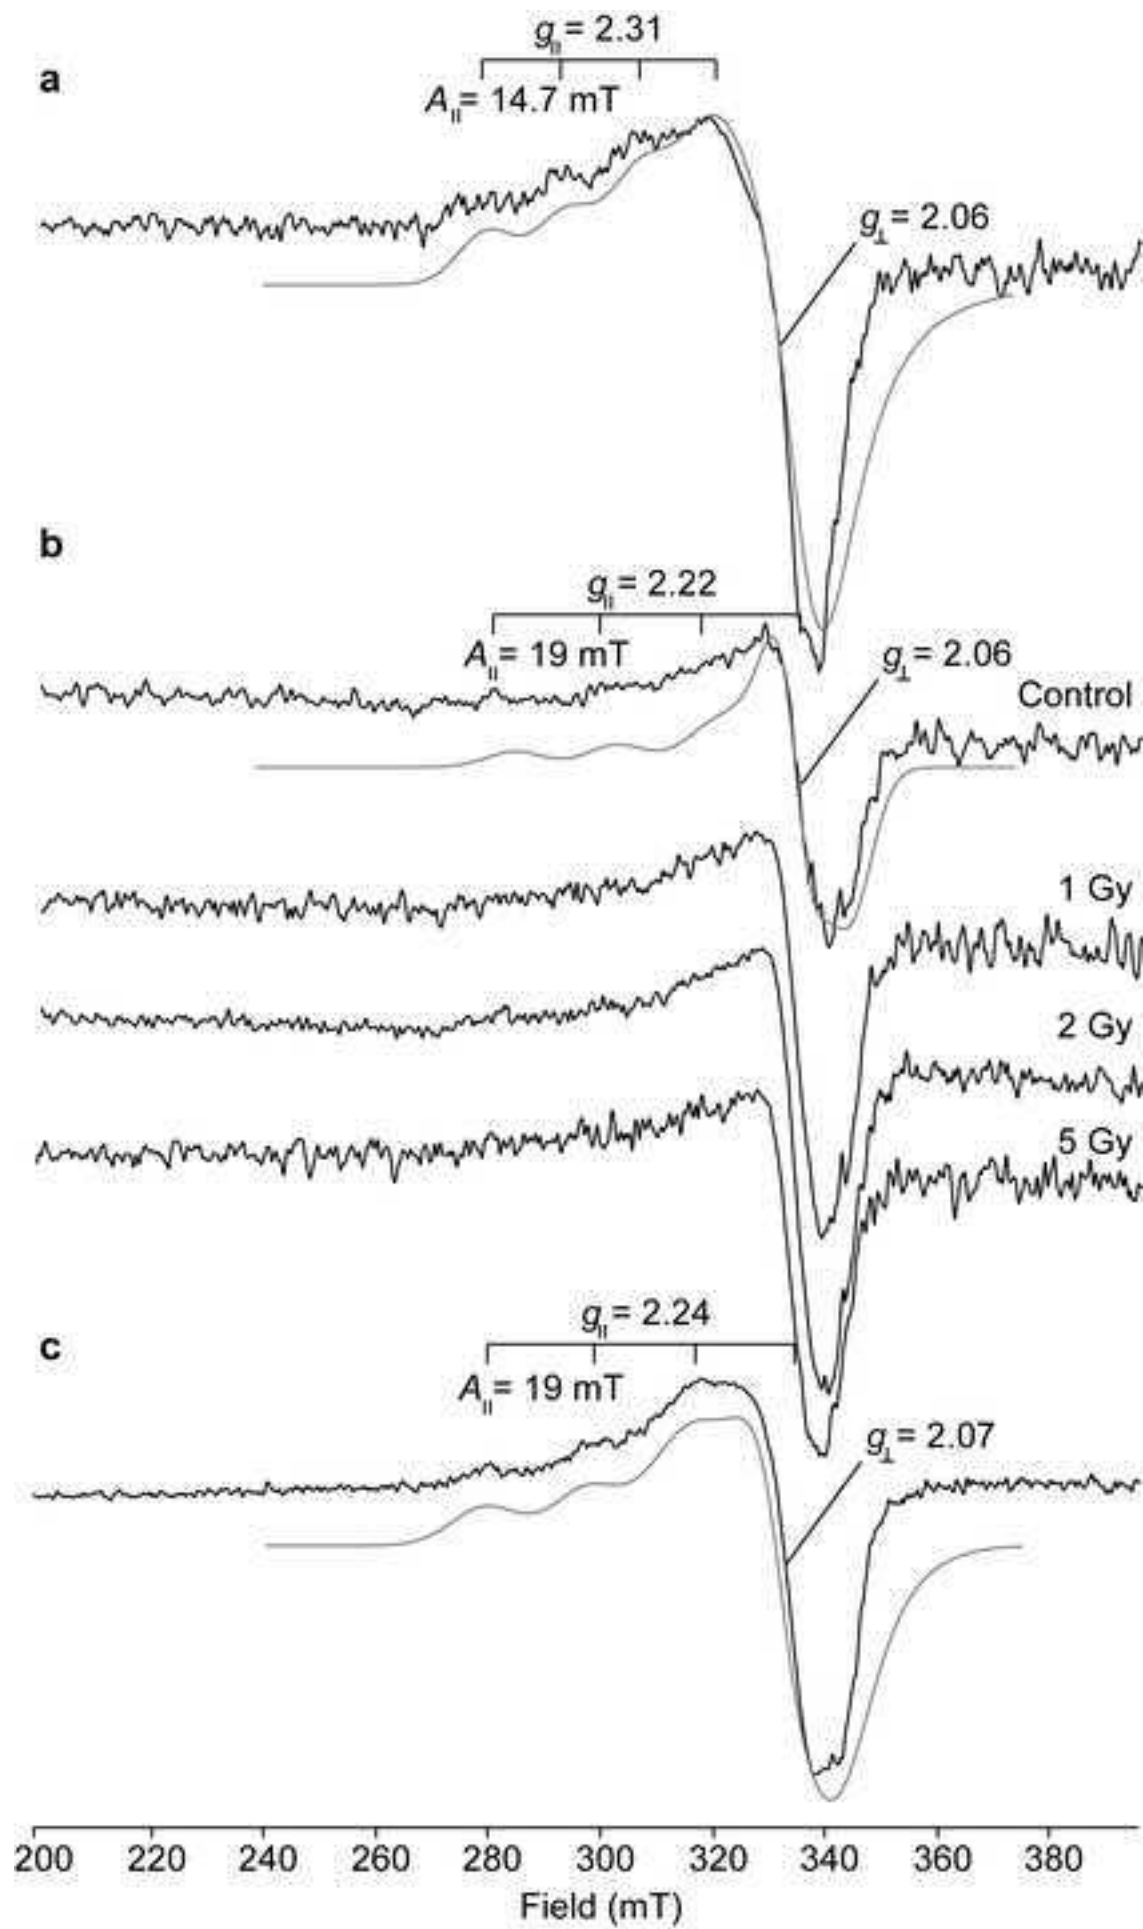 g∥ = 2.31
a
A∥ = 14.7 mT
g⊥ = 2.06
b
g∥ = 2.22
A∥ = 19 mT
g⊥ = 2.06
Control
1 Gy
2 Gy
5 Gy
g∥ = 2.24
c
A∥ = 19 mT
g⊥ = 2.07
200 220 240 260 280 300 320 340 360 380
Field (mT)